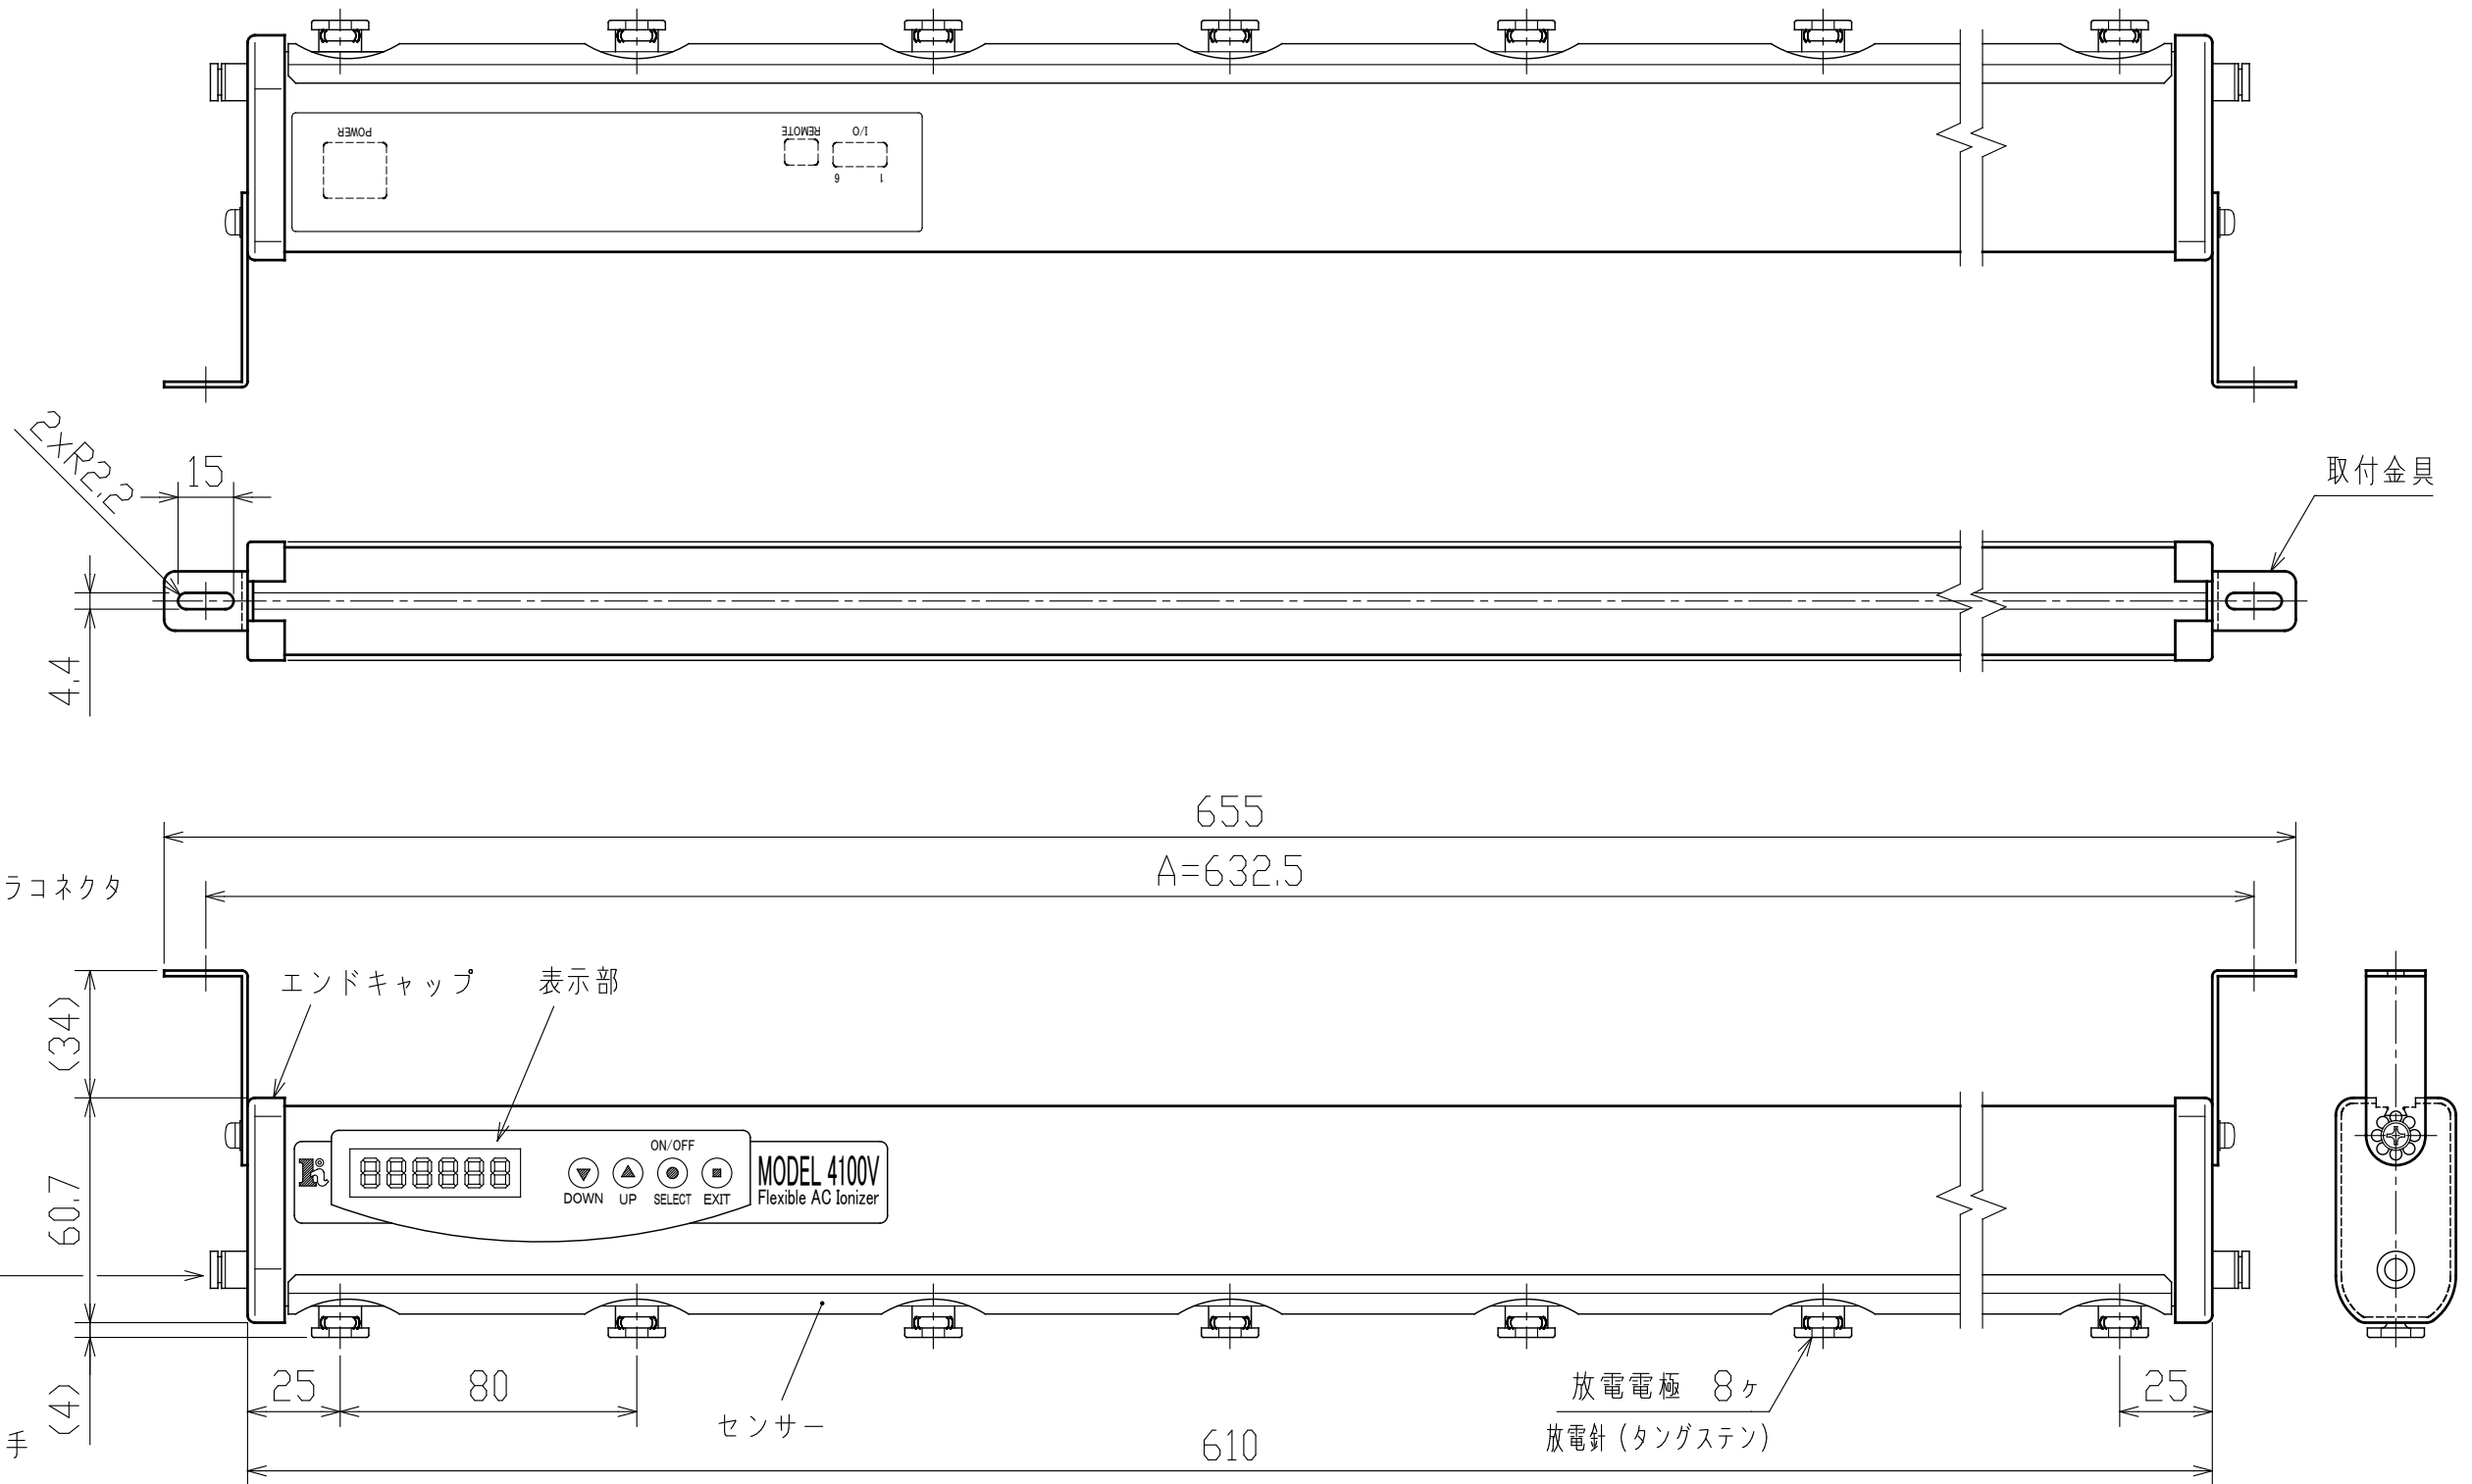 POWER
REMOTE
I/O
6
1
2xR2.2
15
取付金具
4.4
655
A=632.5
ラコネクタ
エンドキャップ
表示部
(34)
ON/OFF
888888
DOWN
UP
SELECT
EXIT
MODEL 4100V
Flexible AC Ionizer
60.7
(4)
25
80
センサー
放電電極 8ヶ
放電針(タングステン)
25
手
610